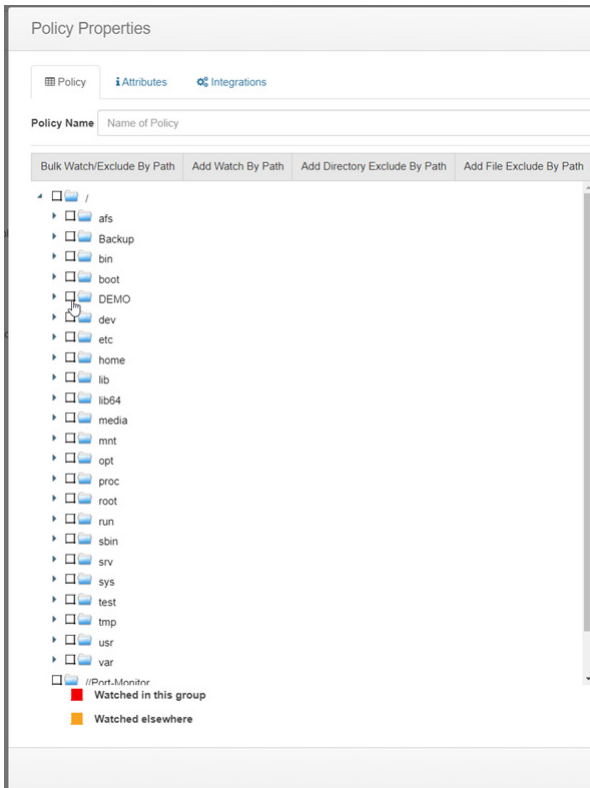 Policy Properties
Policy Attributes Integrations
Policy Name Name of Policy
Bulk Watch/Exclude By Path Add Watch By Path Add Directory Exclude By Path Add File Exclude By Path
/
afs
Backup
bin
boot
DEMO
dev
etc
home
lib
lib64
media
mnt
opt
proc
root
run
sbin
srv
sys
test
tmp
usr
var
//Port-Monitor
Watched in this group
Watched elsewhere